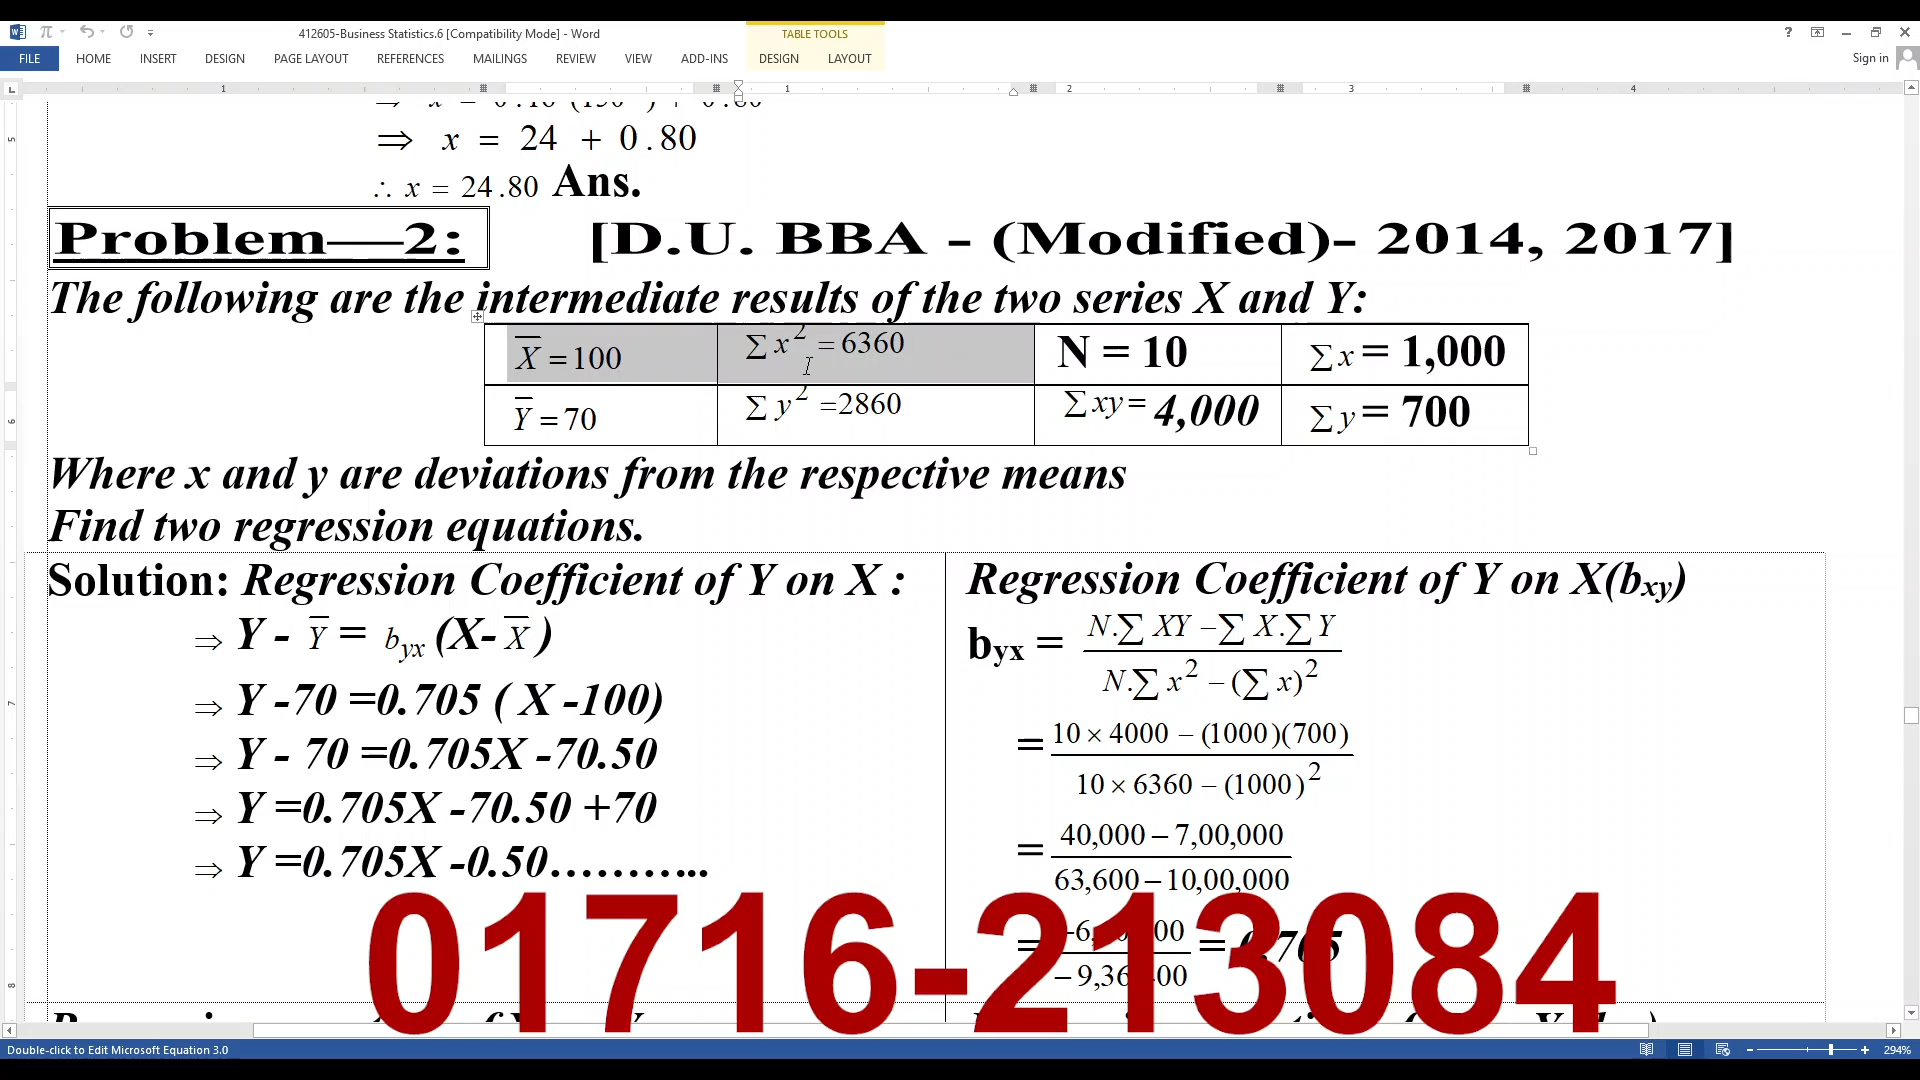 412605-Business Statistics.6 [Compatibility Mode] - Word
TABLE TOOLS
FILE HOME INSERT DESIGN PAGE LAYOUT REFERENCES MAILINGS REVIEW VIEW ADD-INS DESIGN LAYOUT Sign in
⇒ x = 24 + 0.80
∴ x = 24.80 Ans.
Problem—2: [D.U. BBA - (Modified)- 2014, 2017]
The following are the intermediate results of the two series X and Y:
X̅ = 100 ∑x² = 6360 N = 10 ∑x = 1,000
Y̅ = 70 ∑y² =2860 ∑xy = 4,000 ∑y = 700
Where x and y are deviations from the respective means
Find two regression equations.
Solution: Regression Coefficient of Y on X :
⇒ Y - Y̅ = b_yx (X- X̅ )
⇒ Y -70 =0.705 ( X -100)
⇒ Y - 70 =0.705X -70.50
⇒ Y =0.705X -70.50 +70
⇒ Y =0.705X -0.50………..
Regression Coefficient of Y on X(bxy)
byx = N.∑XY – ∑X.∑Y
N.∑x² – (∑x)²
= 10 × 4000 – (1000)(700)
10 × 6360 – (1000)²
= 40,000 – 7,00,000
63,600 – 10,00,000
01716-213084
Double-click to Edit Microsoft Equation 3.0
294%